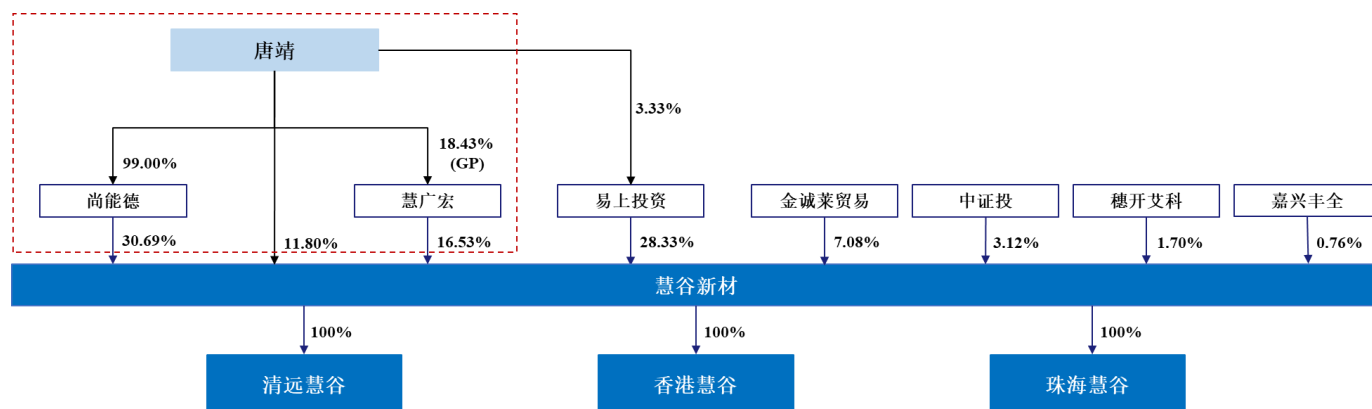 唐靖
3.33%
18.43%
(GP)
99.00%
尚能德
慧广宏
易上投资
金诚莱贸易
中证投
穗开艾科
嘉兴丰全
30.69%
11.80%
16.53%
28.33%
7.08%
3.12%
1.70%
0.76%
慧谷新材
100%
100%
100%
清远慧谷
香港慧谷
珠海慧谷